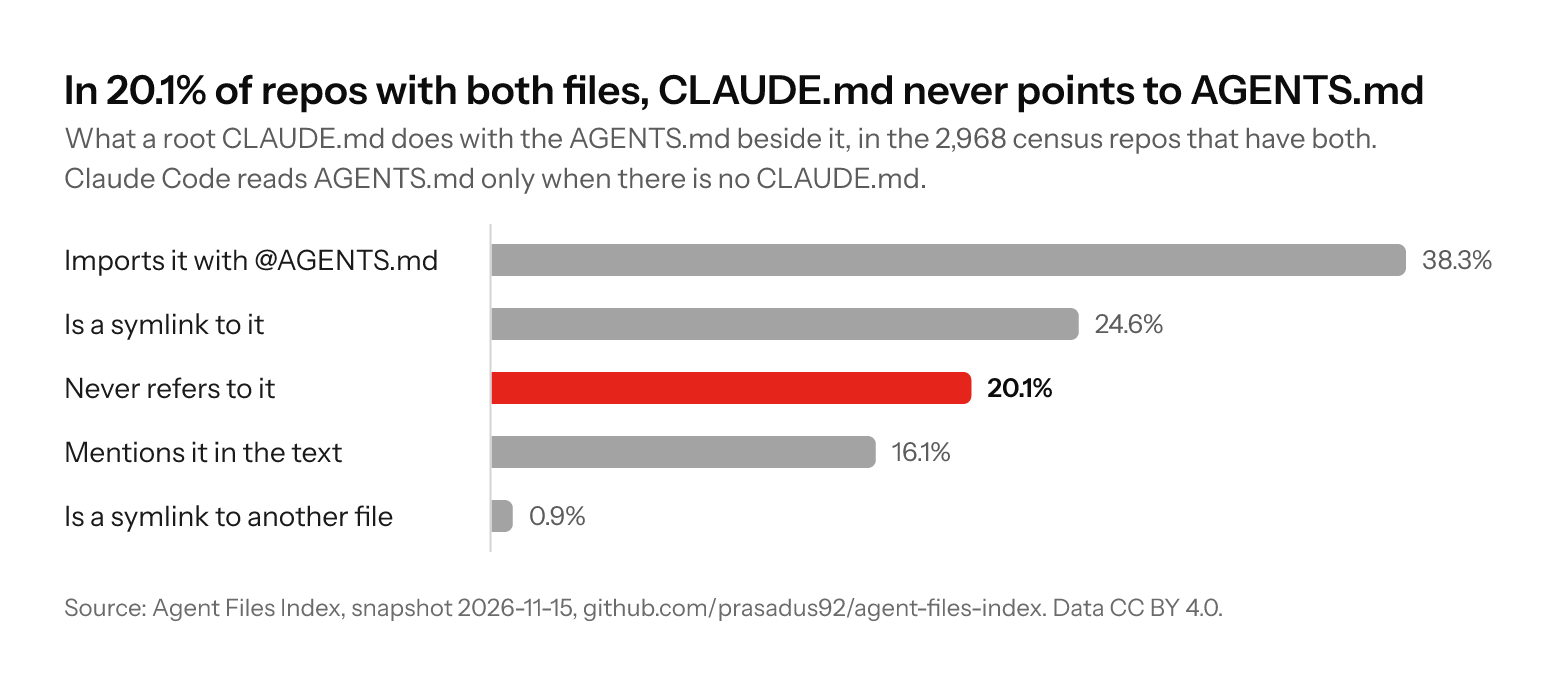 In 20.1% of repos with both files, CLAUDE.md never points to AGENTS.md
What a root CLAUDE.md does with the AGENTS.md beside it, in the 2,968 census repos that have both.
Claude Code reads AGENTS.md only when there is no CLAUDE.md.
Imports it with @AGENTS.md 38.3%
Is a symlink to it 24.6%
Never refers to it 20.1%
Mentions it in the text 16.1%
Is a symlink to another file 0.9%
Source: Agent Files Index, snapshot 2026-11-15, github.com/prasadus92/agent-files-index. Data CC BY 4.0.